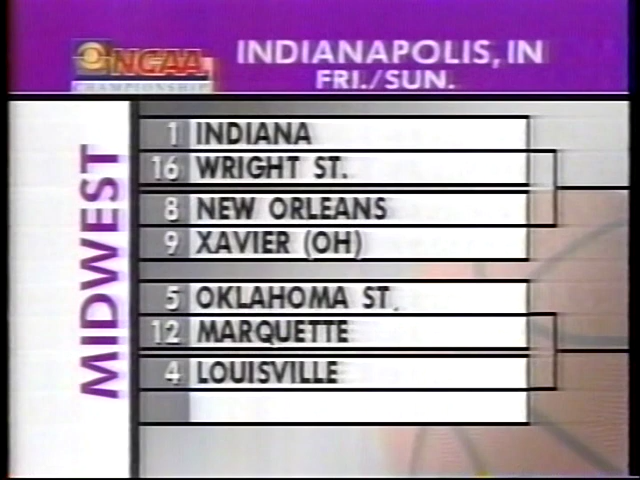 NCAA
CHAMPIONSHIP
INDIANAPOLIS, IN
FRI./SUN.
MIDWEST
1 INDIANA
16 WRIGHT ST.
8 NEW ORLEANS
9 XAVIER (OH)
5 OKLAHOMA ST.
12 MARQUETTE
4 LOUISVILLE